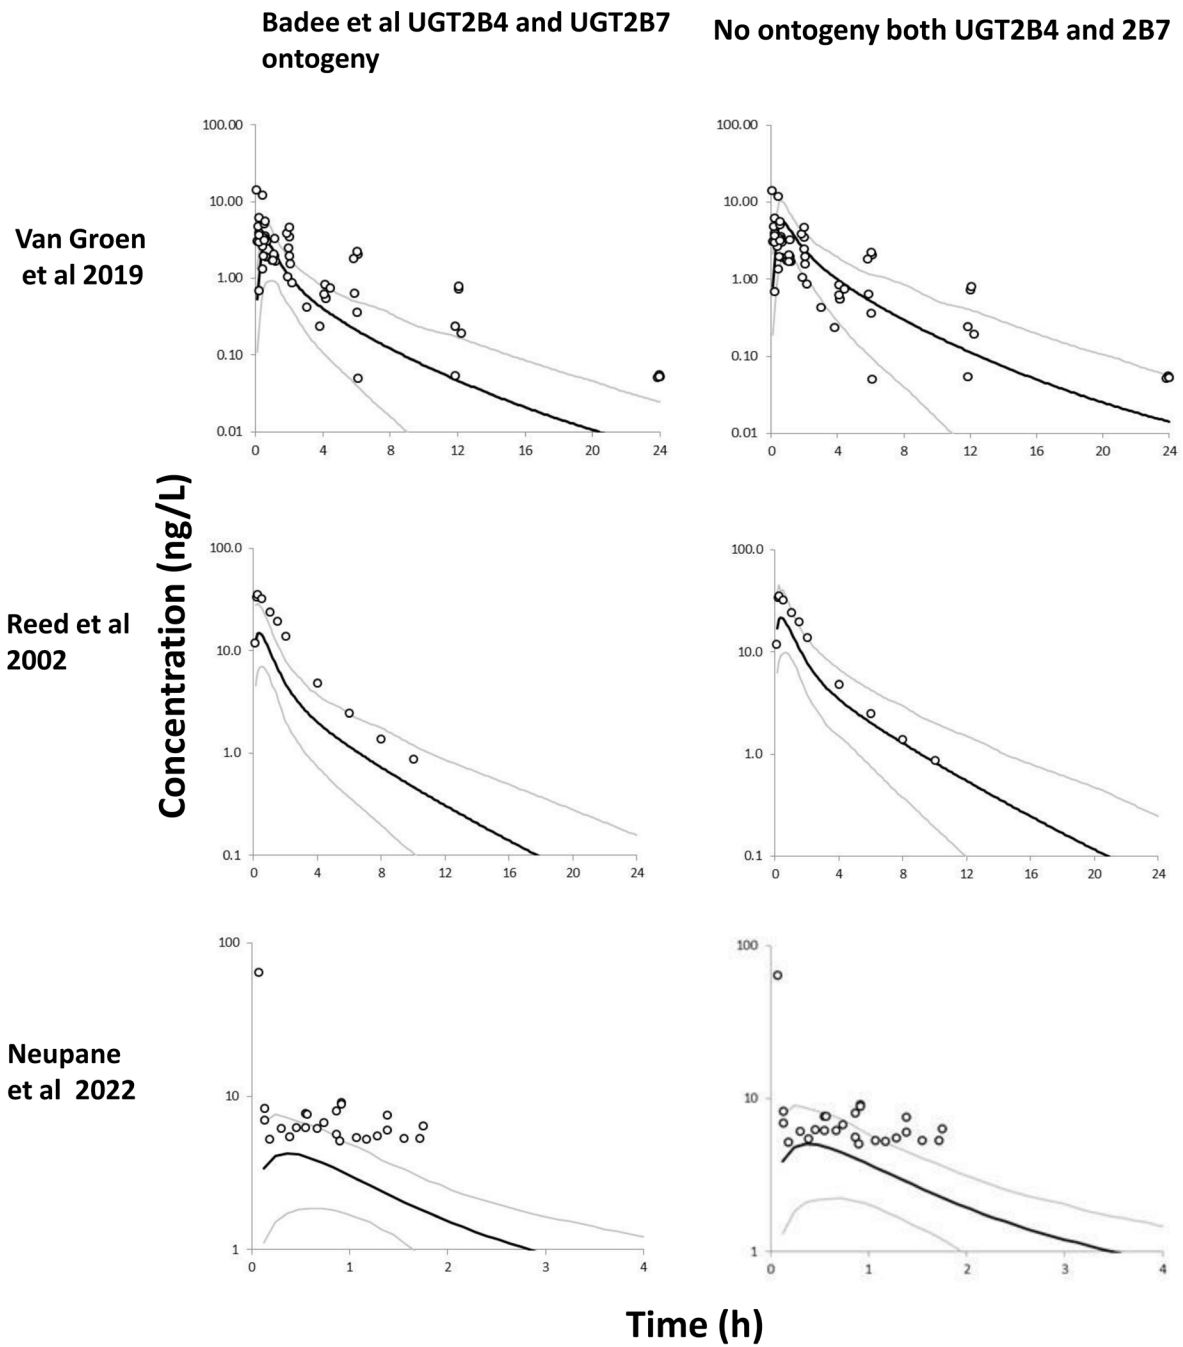 Badee et al UGT2B4 and UGT2B7
ontogeny
No ontogeny both UGT2B4 and 2B7
Van Groen
et al 2019
100.00
10.00
1.00
0.10
0.01
0 4 8 12 16 20 24
100.00
10.00
1.00
0.10
0.01
0 4 8 12 16 20 24
Concentration (ng/L)
Reed et al
2002
100.0
10.0
1.0
0.1
0 4 8 12 16 20 24
100.0
10.0
1.0
0.1
0 4 8 12 16 20 24
Neupane
et al 2022
100
10
1
0 1 2 3 4
100
10
1
0 1 2 3 4
Time (h)